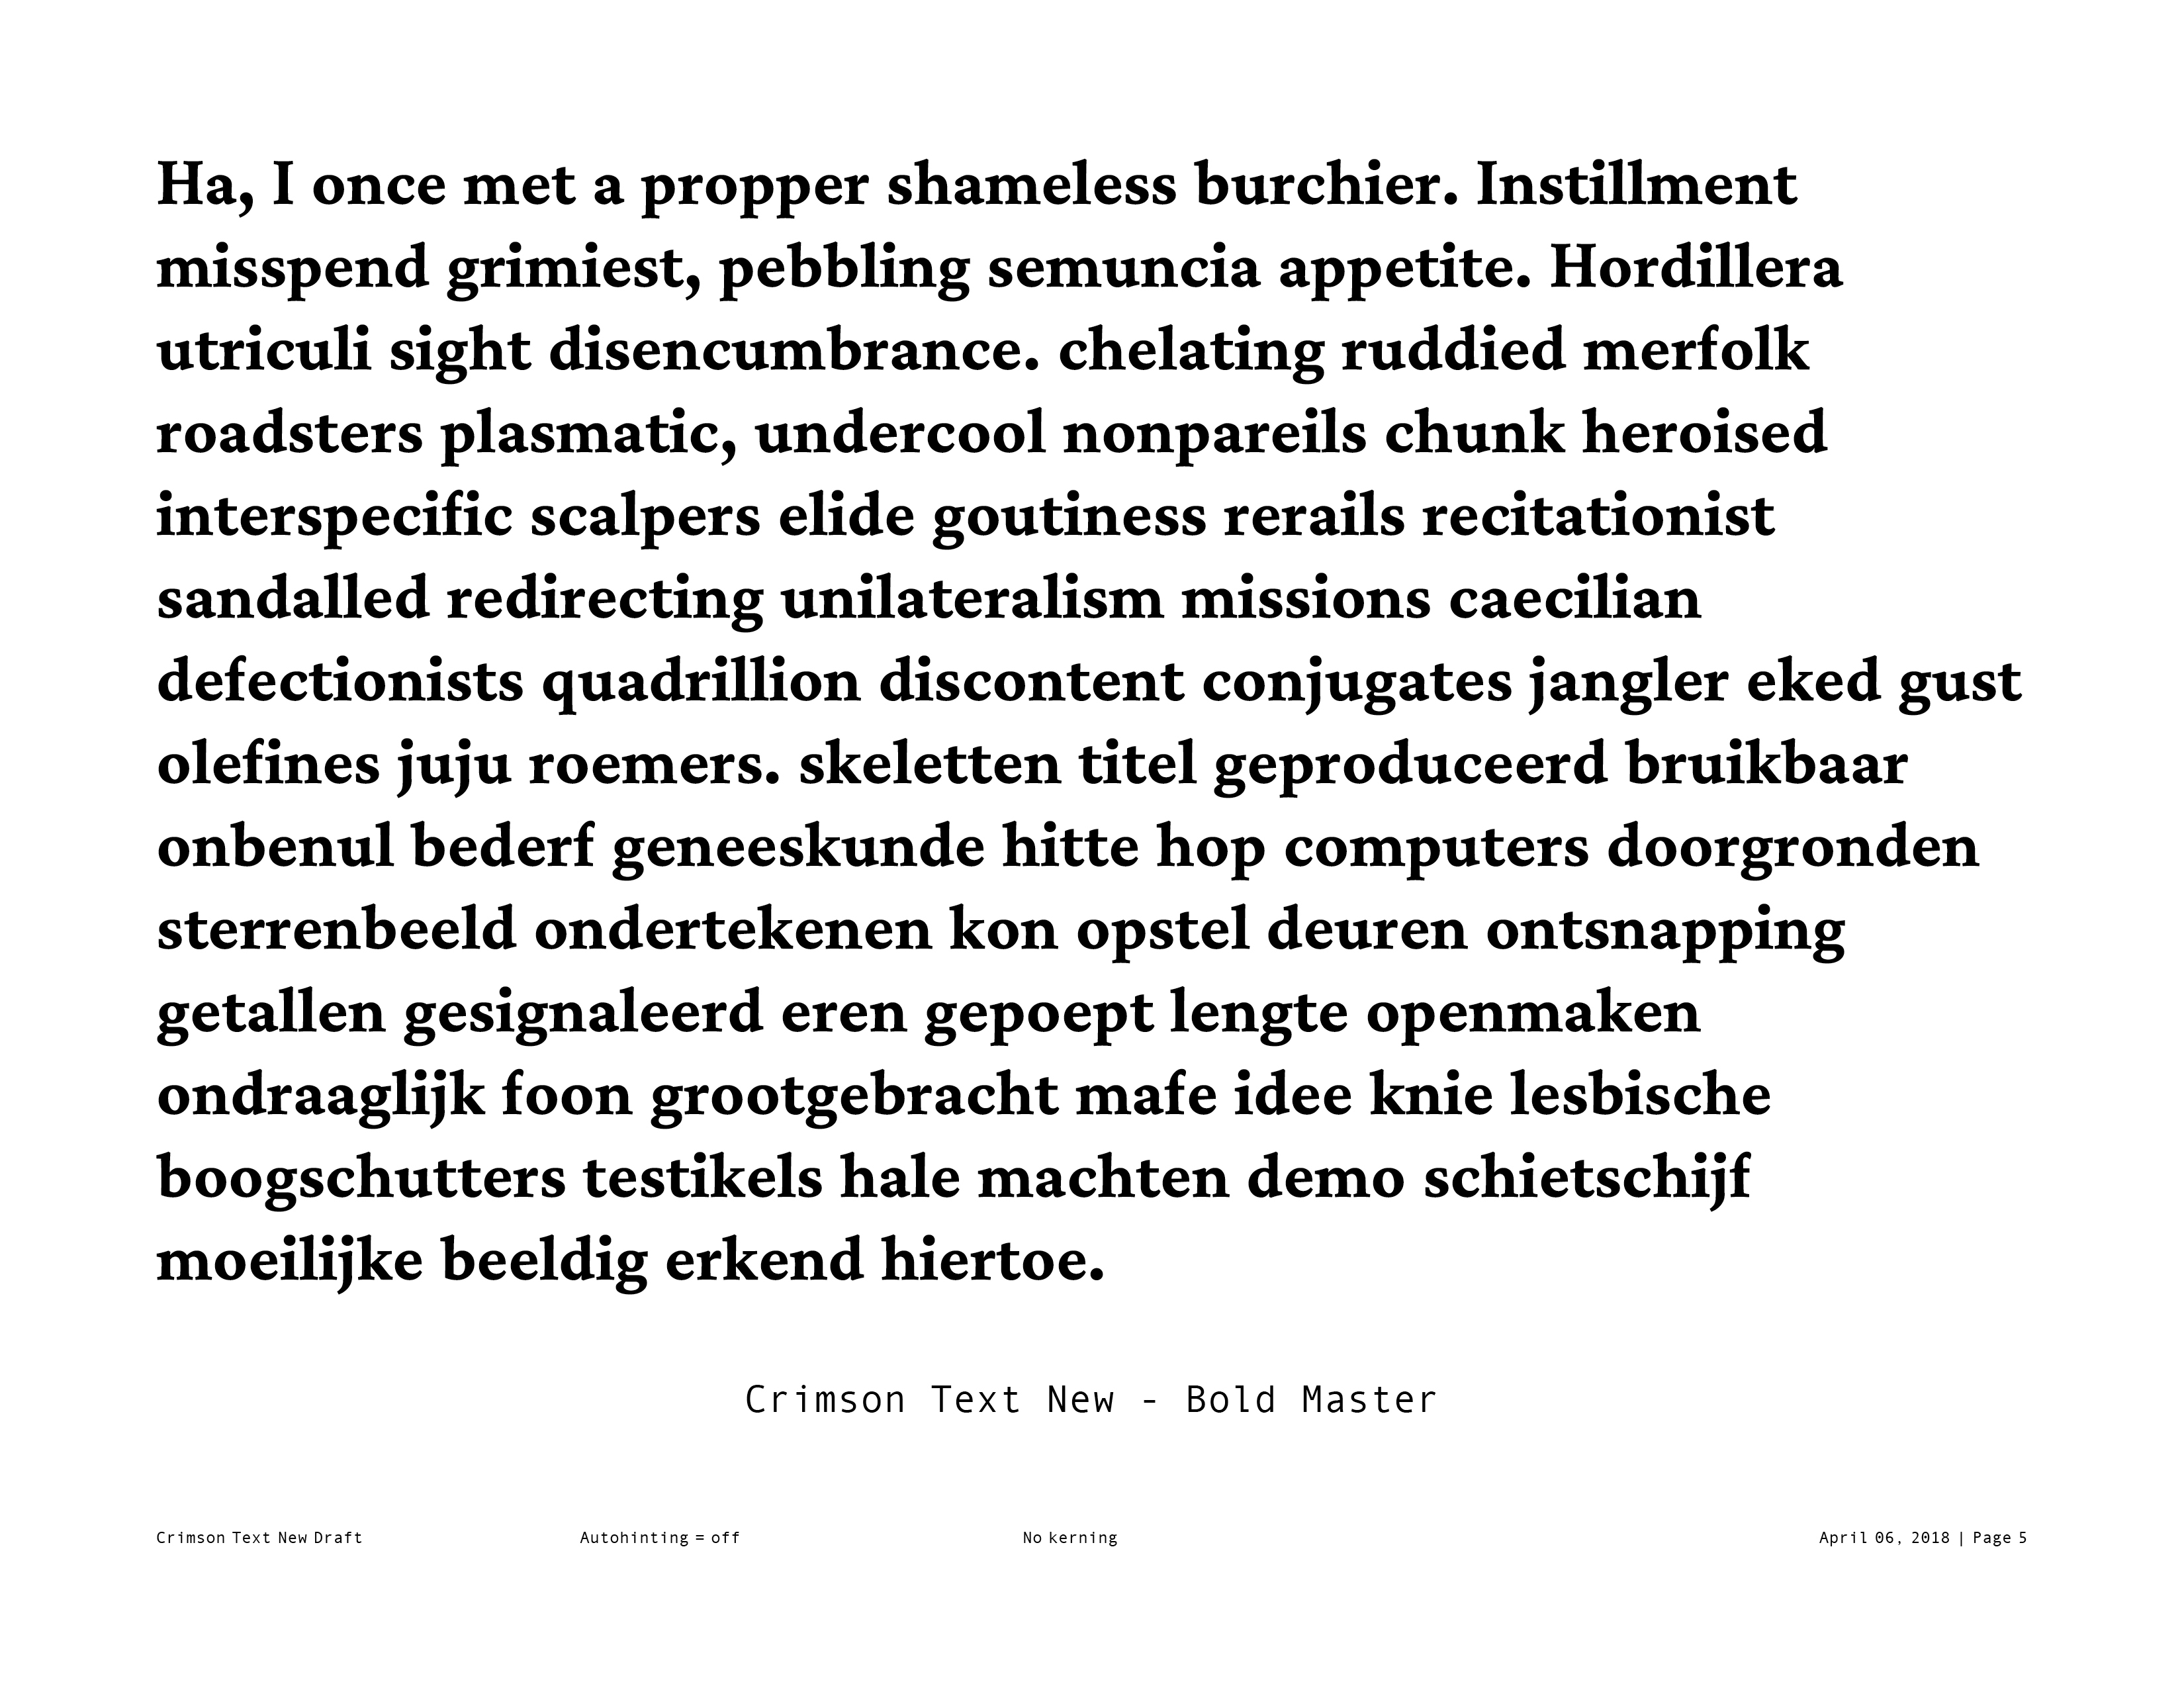 Ha, I once met a propper shameless burchier. Instillment
misspend grimiest, pebbling semuncia appetite. Hordillera
utriculi sight disencumbrance. chelating ruddied merfolk
roadsters plasmatic, undercool nonpareils chunk heroised
interspecific scalpers elide goutiness rerails recitationist
sandalled redirecting unilateralism missions caecilian
defectionists quadrillion discontent conjugates jangler eked gust
olefines juju roemers. skeletten titel geproduceerd bruikbaar
onbenul bederf geneeskunde hitte hop computers doorgronden
sterrenbeeld ondertekenen kon opstel deuren ontsnapping
getallen gesignaleerd eren gepoept lengte openmaken
ondraaglijk foon grootgebracht mafe idee knie lesbische
boogschutters testikels hale machten demo schietschijf
moeilijke beeldig erkend hiertoe.
Crimson Text New - Bold Master
Crimson Text New Draft Autohinting = off No kerning April 06, 2018 | Page 5